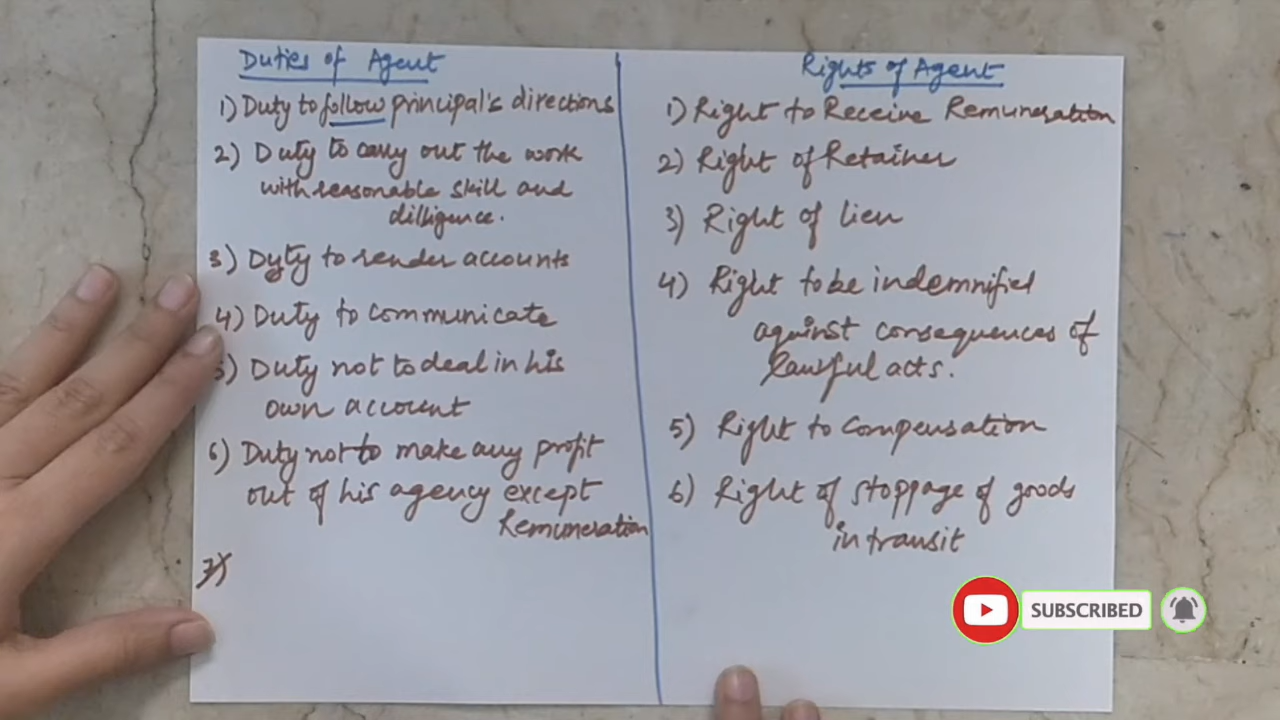 Duties of Agent
1) Duty to follow principal's directions
2) Duty to carry out the work
with reasonable skill and
dilligence.
3) Duty to render accounts
4) Duty to communicate
5) Duty not to deal in his
own account
6) Duty not to make any profit
out of his agency except
Remuneration
7)
Rights of Agent
1) Right to Receive Remuneration
2) Right of Retainer
3) Right of lien
4) Right to be indemnified
against consequences of
lawful acts.
5) Right to Compensation
6) Right of stoppage of goods
in transit
SUBSCRIBED